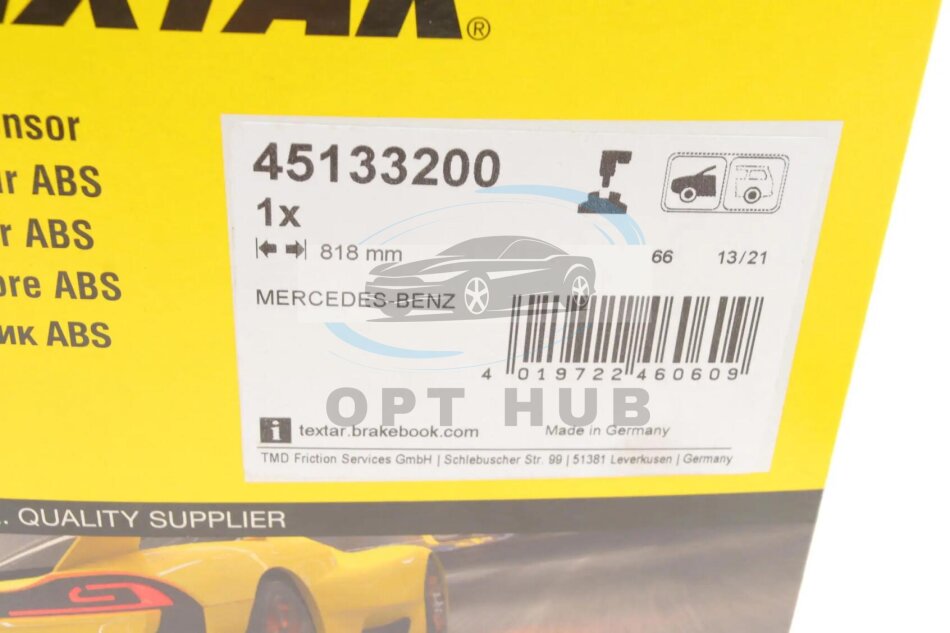 EXTAR®
nsor
ır ABS
r ABS
ore ABS
ик ABS
45133200
1x
818 mm
66 13/21
MERCEDES-BENZ
4 019722 460609
OPT HUB
i textar.brakebook.com Made in Germany
TMD Friction Services GmbH | Schlebuscher Str. 99 | 51381 Leverkusen | Germany
QUALITY SUPPLIER